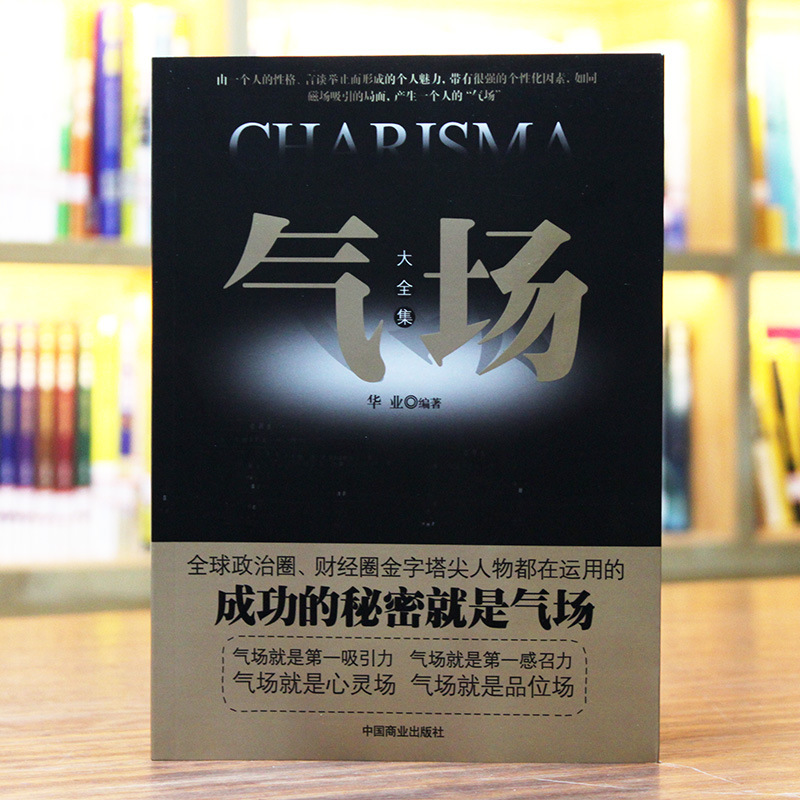 由一个人的性格、言谈举止而形成的个人魅力,带有很强的个性化因素,如同
磁场吸引的局面,产生一个人的“气场”
CHARISMA
气场
大全集
华 业◎编著
全球政治圈、财经圈金字塔尖人物都在运用的
成功的秘密就是气场
气场就是第一吸引力 气场就是第一感召力
气场就是心灵场 气场就是品位场
中国商业出版社